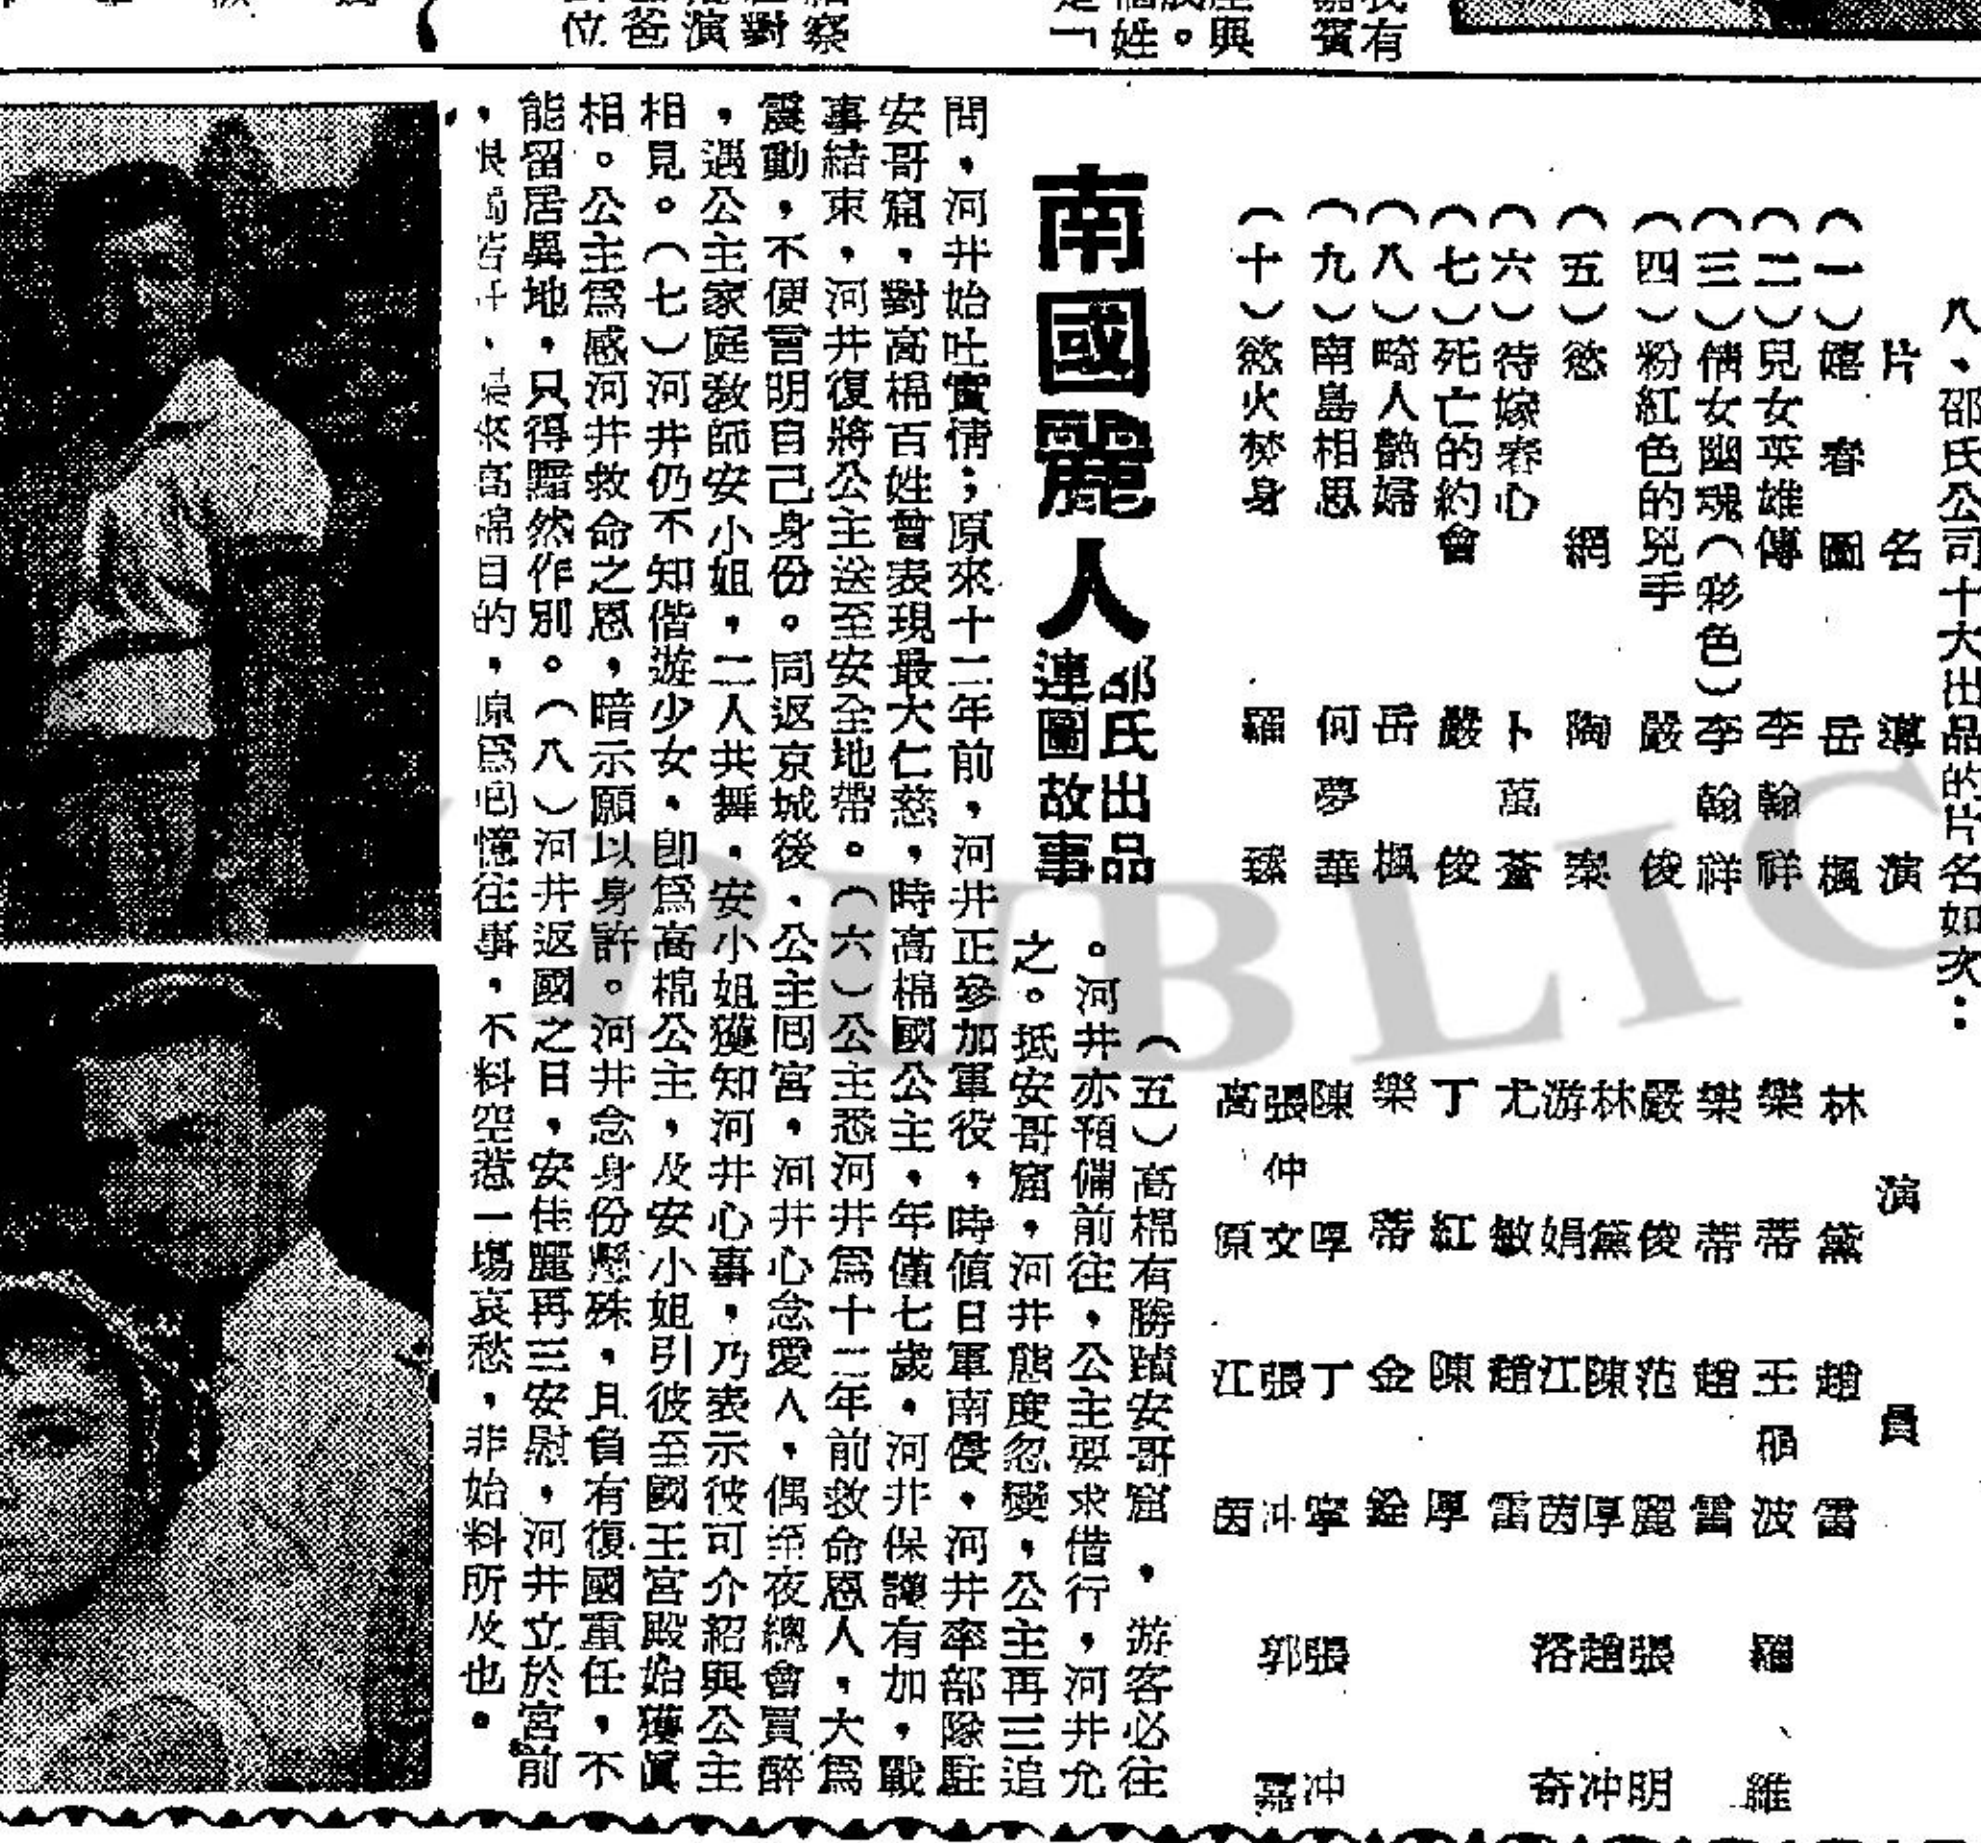 八、邵氏公司十大出品的片名如次：
片名 導演 演員
（一）嬉春圖 岳楓 林黛 趙雷
（二）兒女英雄傳 李翰祥 樂蒂 王植波 羅維
（三）倩女幽魂（彩色）李翰祥 樂蒂 趙雷
（四）粉紅色的兇手 嚴俊 嚴俊 范麗 張明
林黛 陳厚 趙冲
（五）慾網 陶秦 游娟 江茵 洛奇
（六）待嫁春心 卜萬蒼 尤敏 趙雷
（七）死亡的約會 嚴俊 丁紅 陳厚
（八）畸人艷婦 岳楓 樂蒂 金銓
（九）南島相思 何夢華 陳厚 丁寧 張冲
（十）慾火焚身 羅臻 張仲文 張冲 郭嘉
高原 江茵
南國麗人
邵氏出品
連圖故事
（五）高棉有勝蹟安哥窟，游客必往
。河井亦預備前往，公主要求偕行，河井允
之。抵安哥窟，河井態度忽變，公主再三追
問，河井始吐實情；原來十二年前，河井正參加軍役，時值日軍南侵，河井率部隊駐
安哥窟，對高棉百姓曾表現最大仁慈，時高棉國公主，年僅七歲，河井保護有加，戰
事結束，河井復將公主送至安全地帶。（六）公主悉河井為十二年前救命恩人，大為
震動，不便言明自己身份。同返京城後，公主回宮，河井心念愛人，偶至夜總會買醉
，遇公主家庭教師安小姐，二人共舞，安小姐獲知河井心事，乃表示彼可介紹與公主
相見。（七）河井仍不知偕遊少女，卽為高棉公主，及安小姐引彼至國王宮殿始獲眞
相。公主為感河井救命之恩，暗示願以身許。河井念身份懸殊，且負有復國重任，不
能留居異地，只得黯然作別。（八）河井返國之日，安佳麗再三安慰，河井立於宮前
，來高棉目的，原為回憶往事，不料空惹一場哀愁，非始料所及也。
PUBLIC